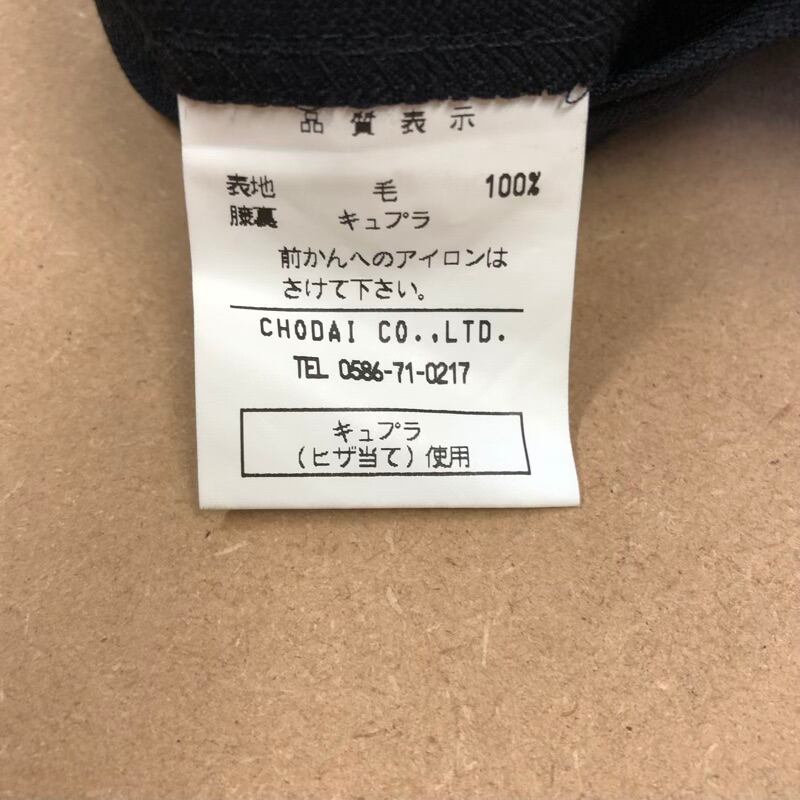 品質表示
表地 毛 100%
膝裏 キュプラ
前かんへのアイロンは
さけて下さい。
CHODAI CO.,LTD.
TEL 0586-71-0217
キュプラ
(ヒザ当て)使用